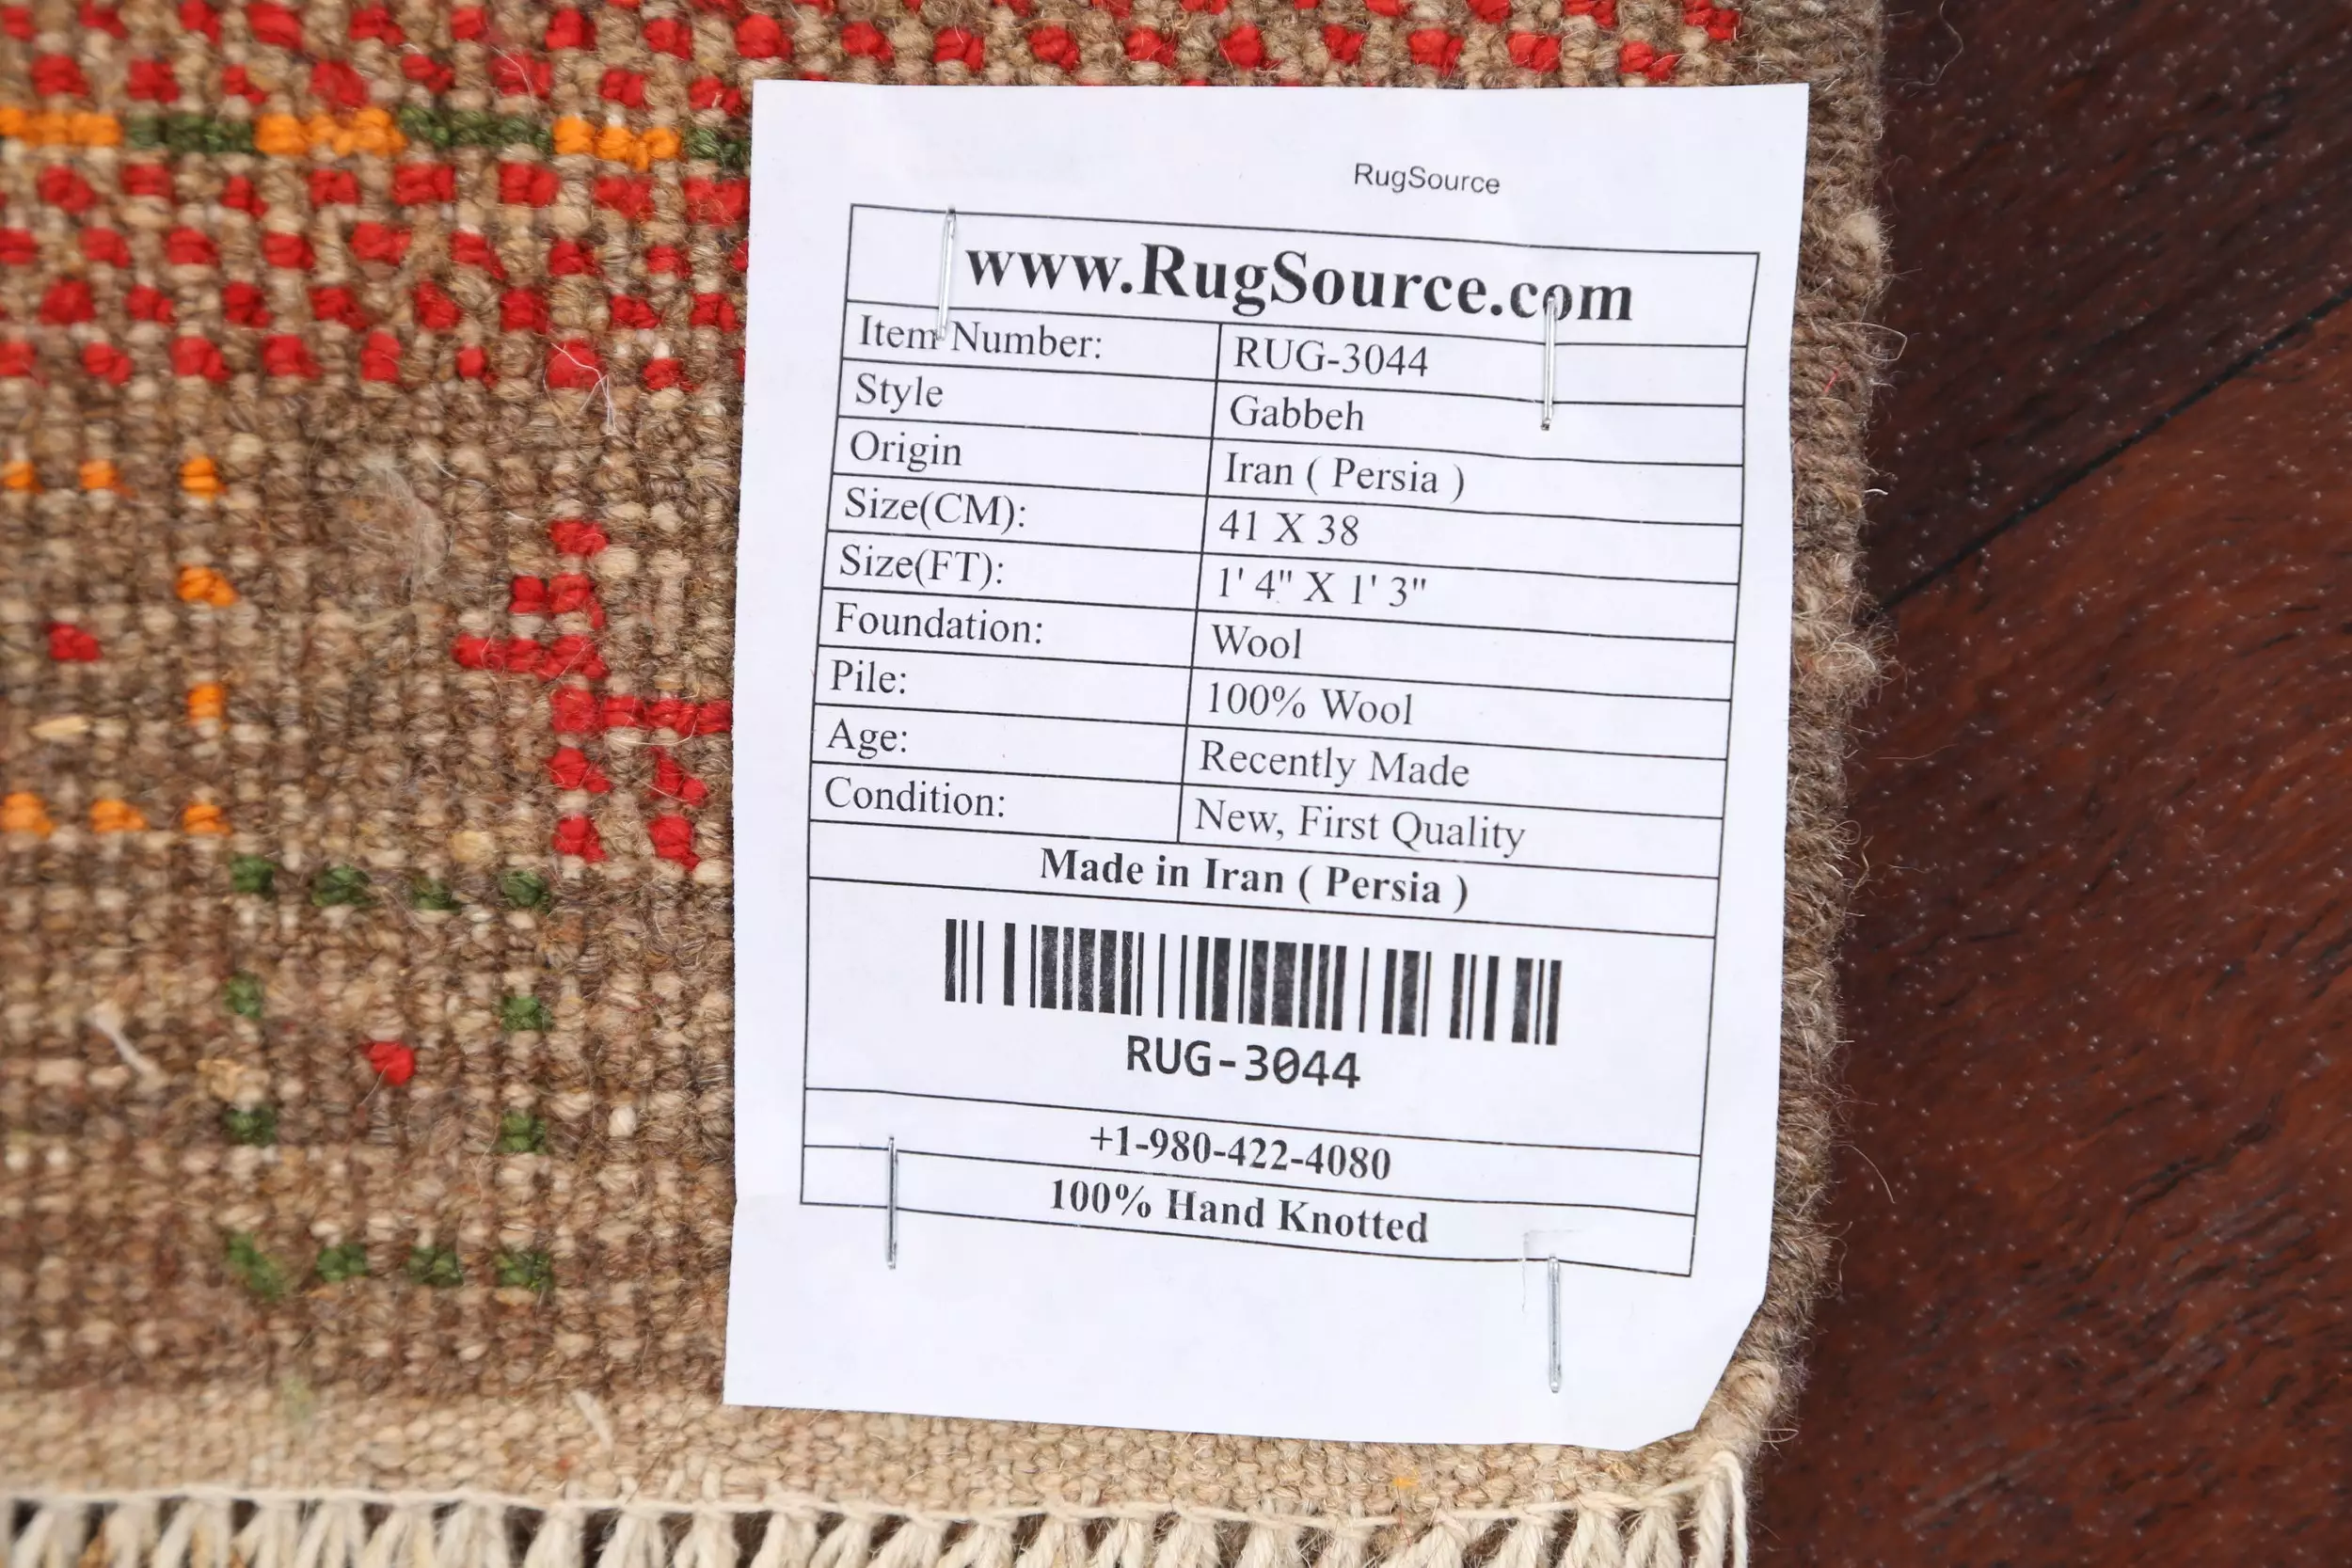 RugSource
www.RugSource.com
Item Number: RUG-3044
Style Gabbeh
Origin Iran ( Persia )
Size(CM): 41 X 38
Size(FT): 1' 4" X 1' 3"
Foundation: Wool
Pile: 100% Wool
Age: Recently Made
Condition: New, First Quality
Made in Iran ( Persia )
RUG-3044
+1-980-422-4080
100% Hand Knotted